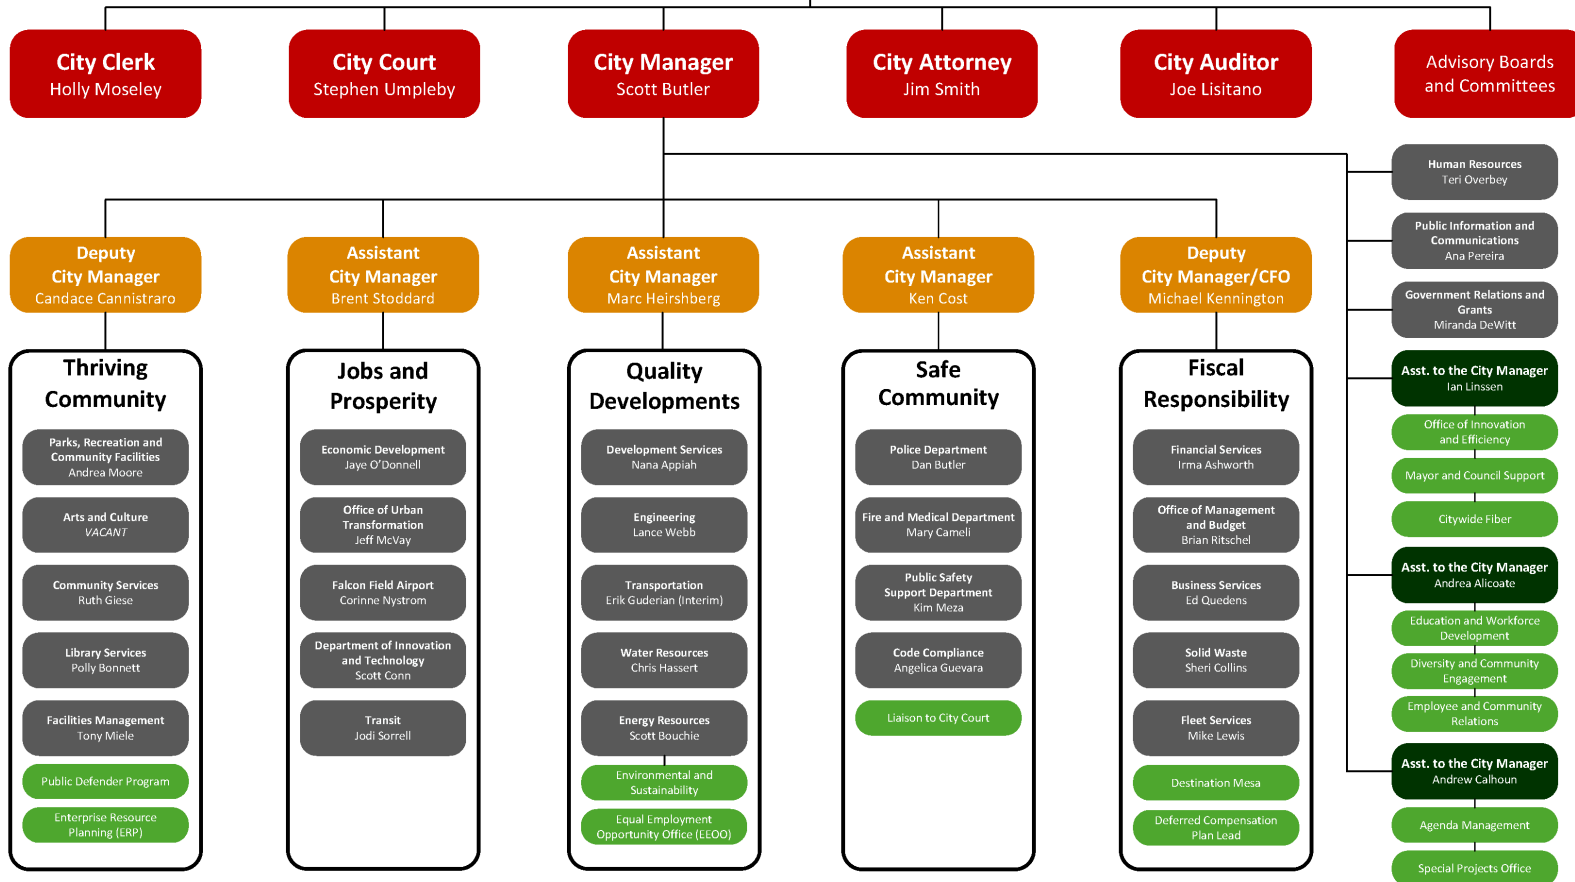 City Clerk
Holly Moseley
City Court
Stephen Umpleby
City Manager
Scott Butler
City Attorney
Jim Smith
City Auditor
Joe Lisitano
Advisory Boards
and Committees
Deputy
City Manager
Candace Cannistraro
Assistant
City Manager
Brent Stoddard
Assistant
City Manager
Marc Heirshberg
Assistant
City Manager
Ken Cost
Deputy
City Manager/CFO
Michael Kennington
Thriving
Community
Parks, Recreation and
Community Facilities
Andrea Moore
Arts and Culture
VACANT
Community Services
Ruth Giese
Library Services
Polly Bonnett
Facilities Management
Tony Miele
Public Defender Program
Enterprise Resource
Planning (ERP)
Jobs and
Prosperity
Economic Development
Jaye O’Donnell
Office of Urban
Transformation
Jeff McVay
Falcon Field Airport
Corinne Nystrom
Department of Innovation
and Technology
Scott Conn
Transit
Jodi Sorrell
Quality
Developments
Development Services
Nana Appiah
Engineering
Lance Webb
Transportation
Erik Guderian (Interim)
Water Resources
Chris Hassert
Energy Resources
Scott Bouchie
Environmental and
Sustainability
Equal Employment
Opportunity Office (EEOO)
Safe
Community
Police Department
Dan Butler
Fire and Medical Department
Mary Cameli
Public Safety
Support Department
Kim Meza
Code Compliance
Angelica Guevara
Liaison to City Court
Fiscal
Responsibility
Financial Services
Irma Ashworth
Office of Management
and Budget
Brian Ritschel
Business Services
Ed Quedens
Solid Waste
Sheri Collins
Fleet Services
Mike Lewis
Destination Mesa
Deferred Compensation
Plan Lead
Human Resources
Teri Overbey
Public Information and
Communications
Ana Pereira
Government Relations and
Grants
Miranda DeWitt
Asst. to the City Manager
Ian Linssen
Office of Innovation
and Efficiency
Mayor and Council Support
Citywide Fiber
Asst. to the City Manager
Andrea Alicoate
Education and Workforce
Development
Diversity and Community
Engagement
Employee and Community
Relations
Asst. to the City Manager
Andrew Calhoun
Agenda Management
Special Projects Office